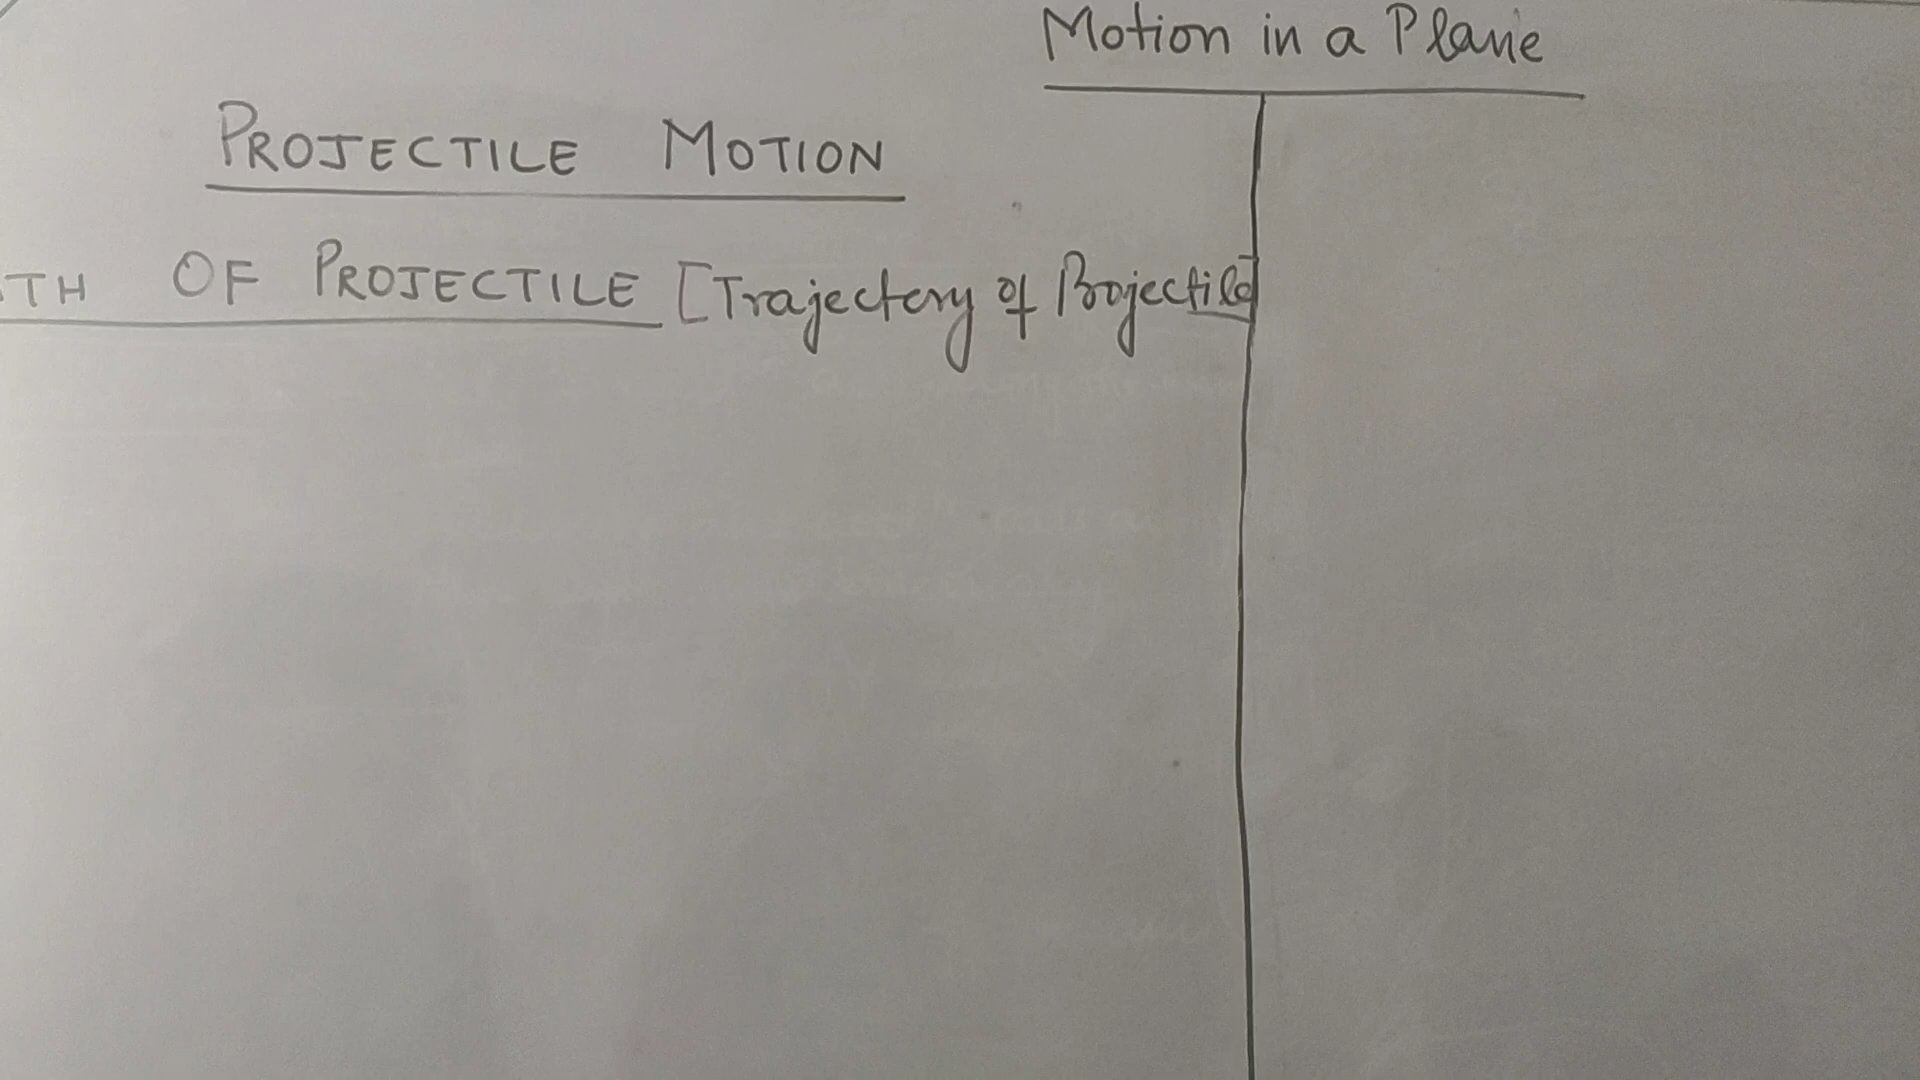 Motion in a Plane
PROJECTILE MOTION
TH OF PROJECTILE [Trajectory of Projectile]